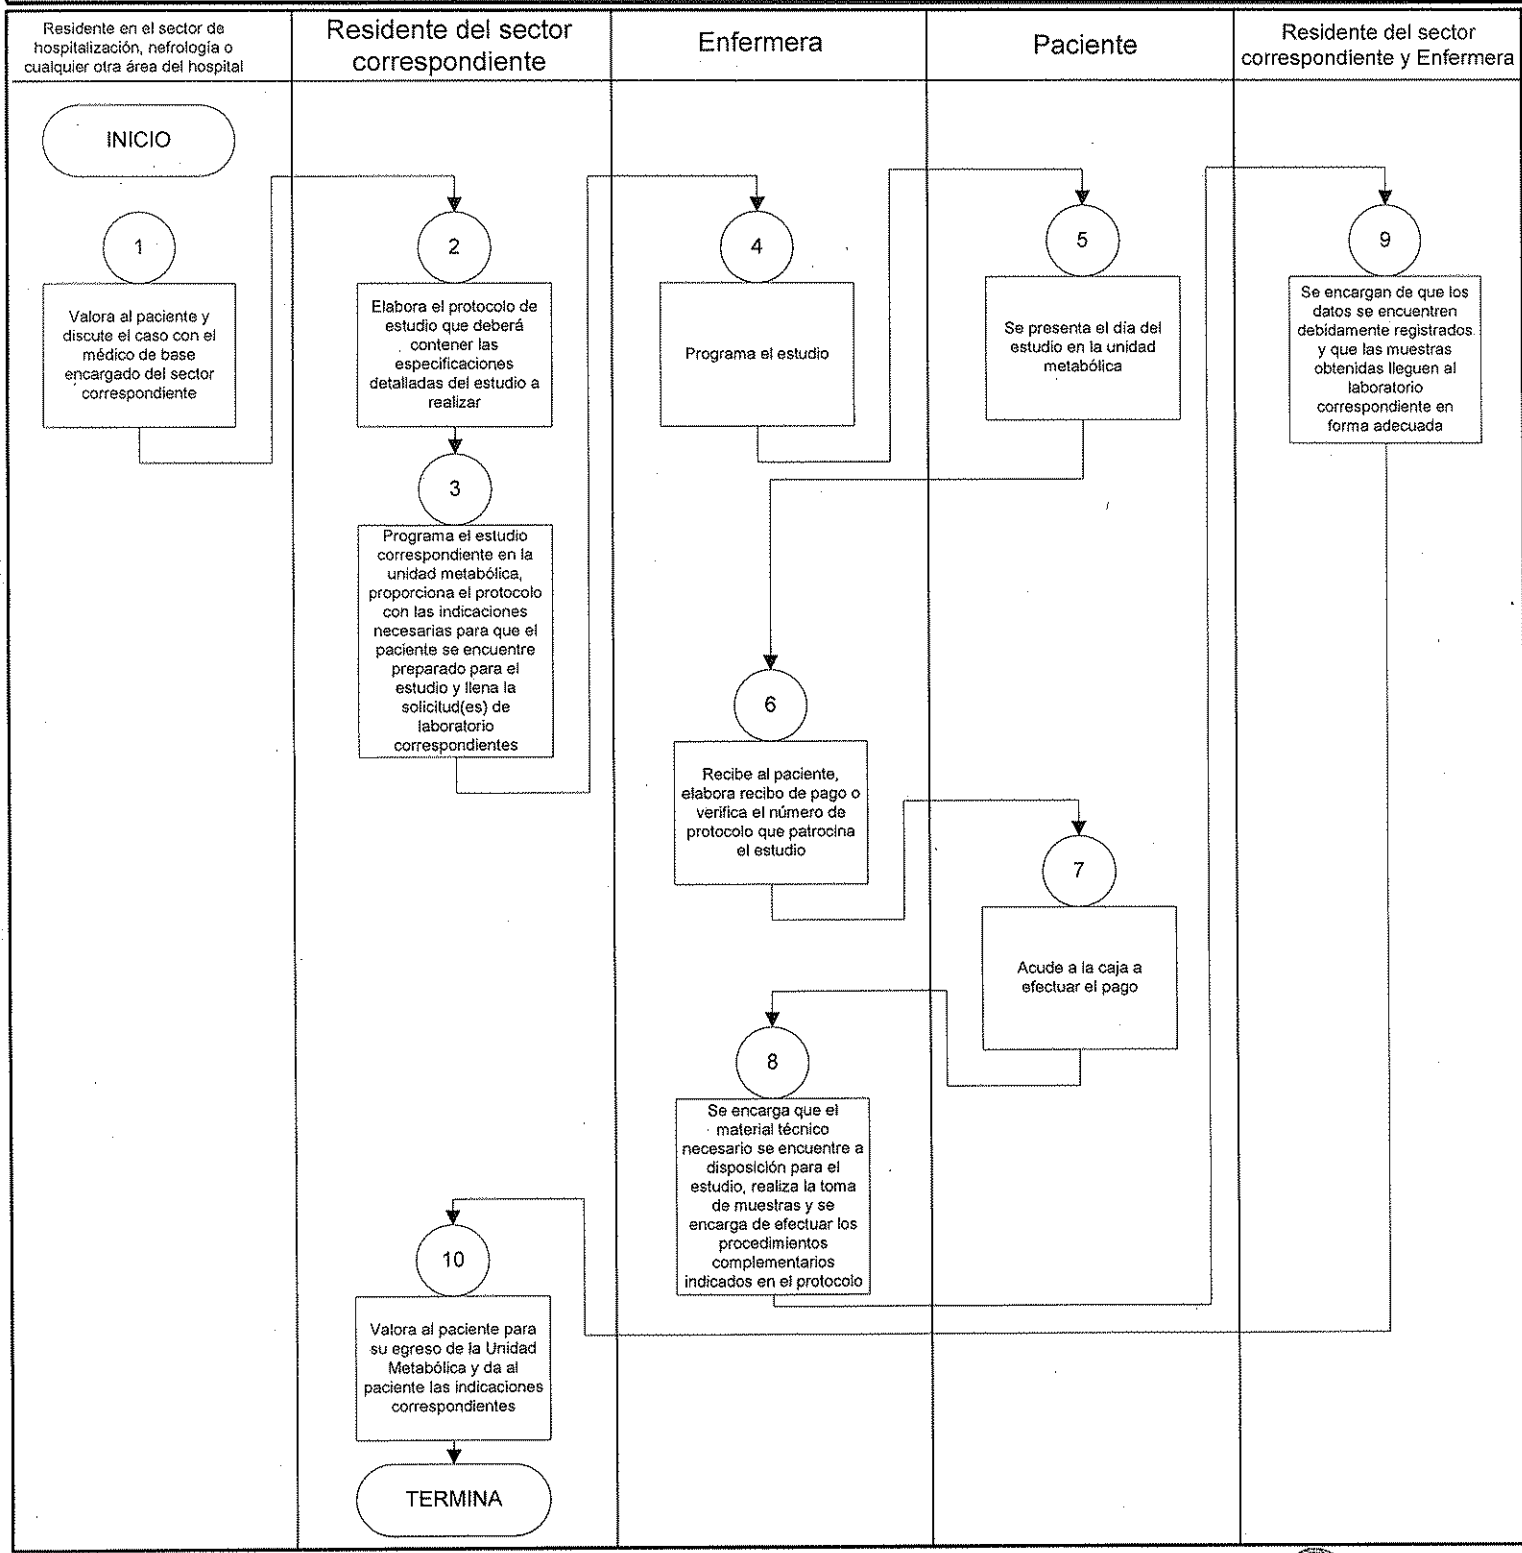 Residente en el sector de
hospitalización, nefrología o
cualquier otra área del hospital
Residente del sector
correspondiente
Enfermera
Paciente
Residente del sector
correspondiente y Enfermera
INICIO
1
Valora al paciente y
discute el caso con el
médico de base
encargado del sector
correspondiente
2
Elabora el protocolo de
estudio que deberá
contener las
especificaciones
detalladas del estudio a
realizar
3
Programa el estudio
correspondiente en la
unidad metabólica,
proporciona el protocolo
con las indicaciones
necesarias para que el
paciente se encuentre
preparado para el
estudio y llena la
solicitud(es) de
laboratorio
correspondientes
4
Programa el estudio
5
Se presenta el día del
estudio en la unidad
metabólica
6
Recibe al paciente,
elabora recibo de pago o
verifica el número de
protocolo que patrocina
el estudio
7
Acude a la caja a
efectuar el pago
8
Se encarga que el
material técnico
necesario se encuentre a
disposición para el
estudio, realiza la toma
de muestras y se
encarga de efectuar los
procedimientos
complementarios
indicados en el protocolo
9
Se encargan de que los
datos se encuentren
debidamente registrados
y que las muestras
obtenidas lleguen al
laboratorio
correspondiente en
forma adecuada
10
Valora al paciente para
su egreso de la Unidad
Metabólica y da al
paciente las indicaciones
correspondientes
TERMINA